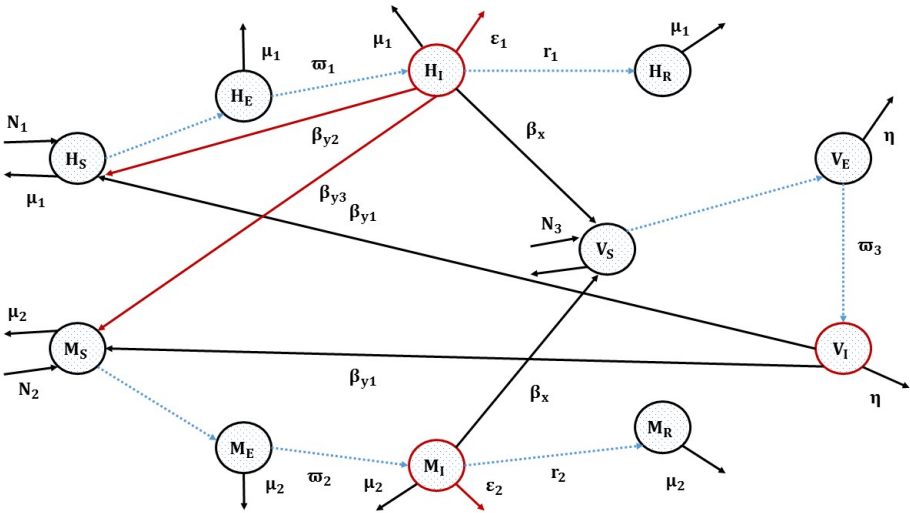 μ₁
ε₁
μ₁
μ₁
ϖ₁
H_I
r₁
H_R
H_E
N₁
β_y2
β_x
η
H_S
V_E
μ₁
β_y3
β_y1
N₃
V_S
ϖ₃
μ₂
M_S
V_I
N₂
β_y1
β_x
η
M_E
M_R
M_I
ϖ₂
μ₂
μ₂
ε₂
r₂
μ₂